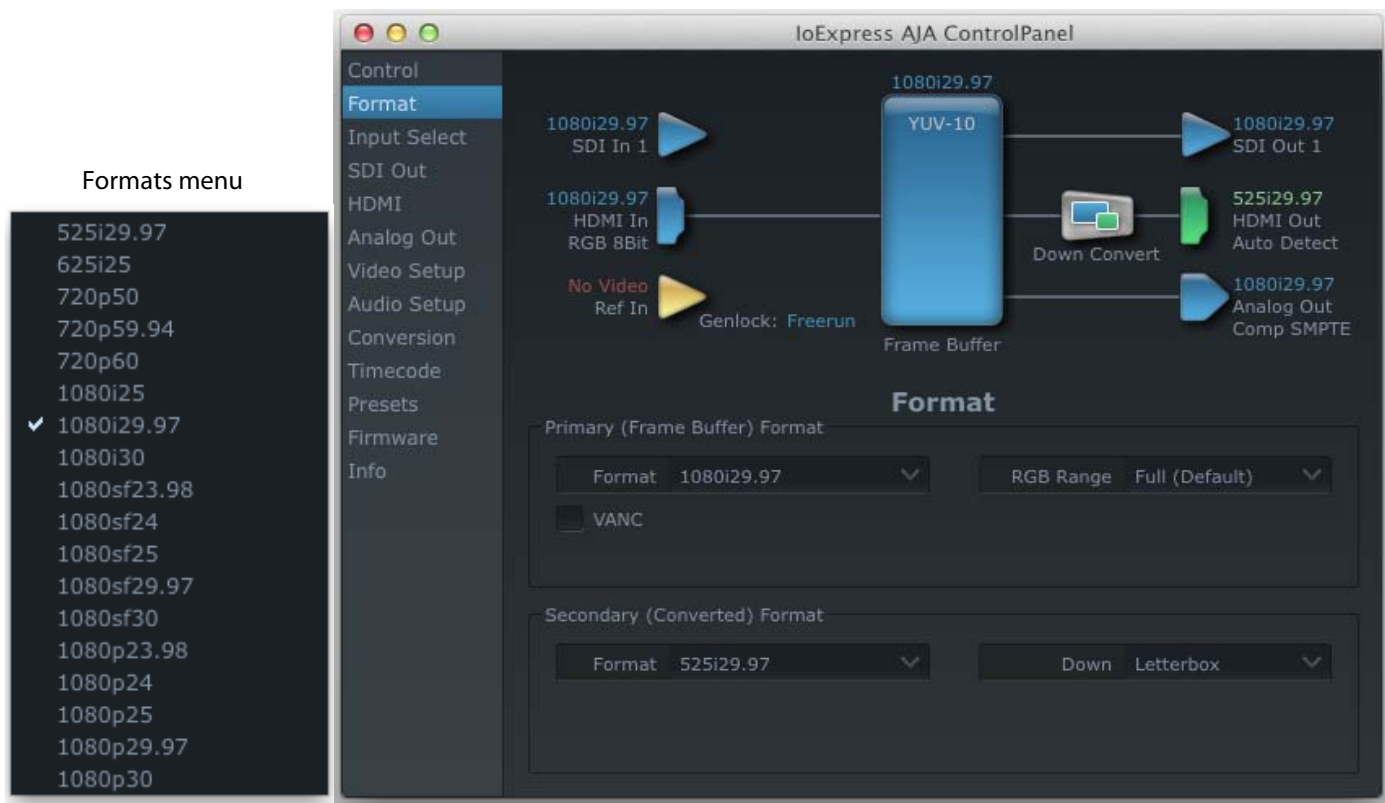 Formats menu
525i29.97
625i25
720p50
720p59.94
720p60
1080i25
1080i29.97
1080i30
1080sf23.98
1080sf24
1080sf25
1080sf29.97
1080sf30
1080p23.98
1080p24
1080p25
1080p29.97
1080p30
IoExpress AJA ControlPanel
Control
Format
Input Select
SDI Out
HDMI
Analog Out
Video Setup
Audio Setup
Conversion
Timecode
Presets
Firmware
Info
1080i29.97
SDI In 1
1080i29.97
HDMI In
RGB 8Bit
No Video
Ref In
Genlock: Freerun
1080i29.97
YUV-10
Frame Buffer
Down Convert
1080i29.97
SDI Out 1
525i29.97
HDMI Out
Auto Detect
1080i29.97
Analog Out
Comp SMPTE
Format
Primary (Frame Buffer) Format
Format 1080i29.97
RGB Range Full (Default)
VANC
Secondary (Converted) Format
Format 525i29.97
Down Letterbox